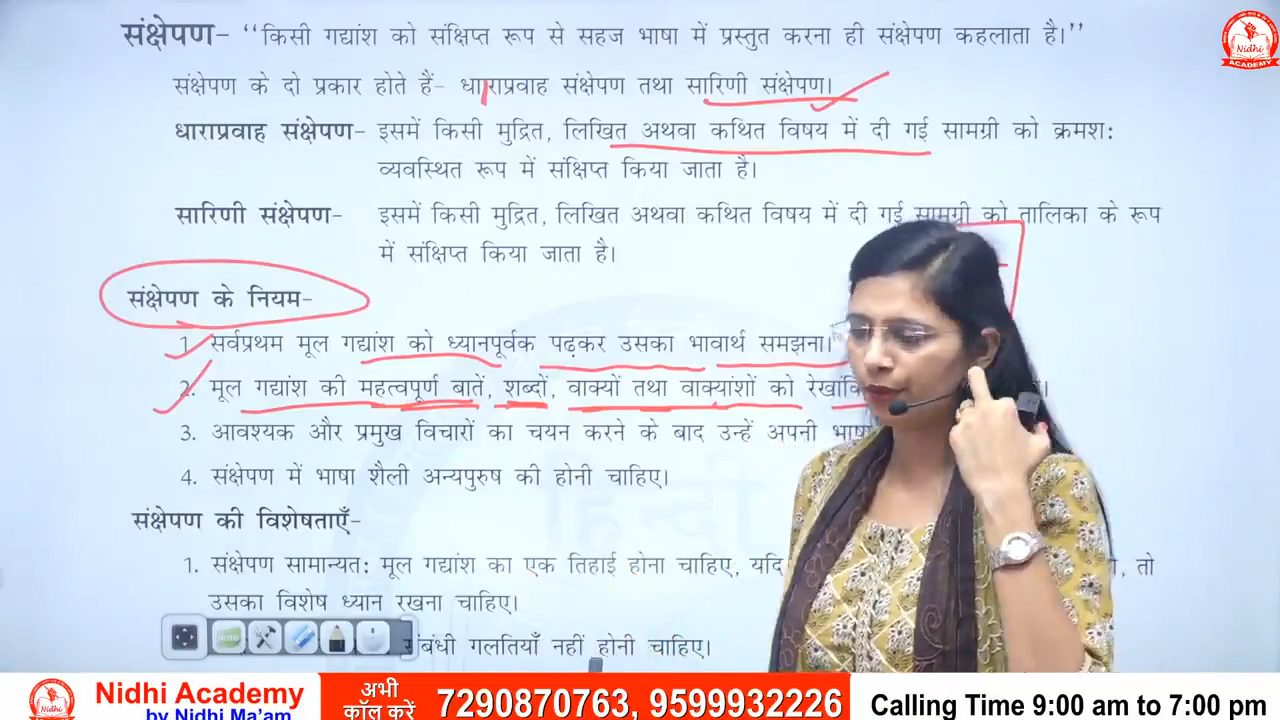 संक्षेपण- ‘‘किसी गद्यांश को संक्षिप्त रूप से सहज भाषा में प्रस्तुत करना ही संक्षेपण कहलाता है।’’
Nidhi
ACADEMY
संक्षेपण के दो प्रकार होते हैं- धाराप्रवाह संक्षेपण तथा सारिणी संक्षेपण।
धाराप्रवाह संक्षेपण- इसमें किसी मुद्रित, लिखित अथवा कथित विषय में दी गई सामग्री को क्रमश:
व्यवस्थित रूप में संक्षिप्त किया जाता है।
सारिणी संक्षेपण- इसमें किसी मुद्रित, लिखित अथवा कथित विषय में दी गई सामग्री को तालिका के रूप
में संक्षिप्त किया जाता है।
संक्षेपण के नियम-
1. सर्वप्रथम मूल गद्यांश को ध्यानपूर्वक पढ़कर उसका भावार्थ समझना।
2. मूल गद्यांश की महत्वपूर्ण बातें, शब्दों, वाक्यों तथा वाक्यांशों को
3. आवश्यक और प्रमुख विचारों का चयन करने के बाद उन्हें अपनी
4. संक्षेपण में भाषा शैली अन्यपुरुष की होनी चाहिए।
हिन्दी
संक्षेपण की विशेषताएँ-
1. संक्षेपण सामान्यत: मूल गद्यांश का एक तिहाई होना चाहिए, यदि तो
उसका विशेष ध्यान रखना चाहिए।
गलतियाँ नहीं होनी चाहिए।
Nidhi Academy
by Nidhi Ma'am
अभी
कॉल करें
7290870763, 9599932226
Calling Time 9:00 am to 7:00 pm